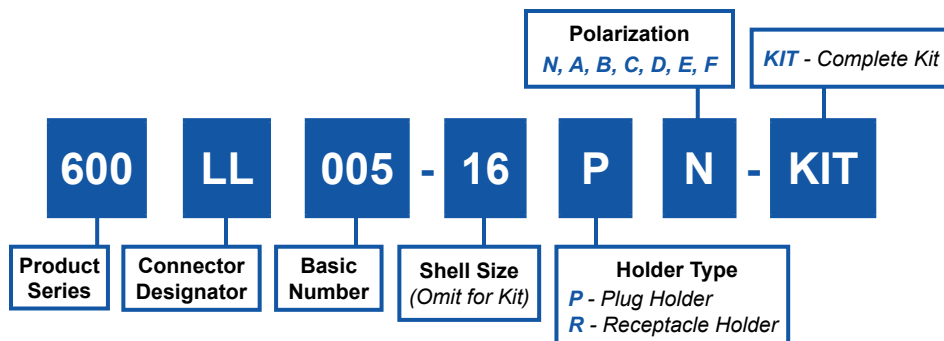 Polarization
N, A, B, C, D, E, F
KIT - Complete Kit
600 LL 005 - 16 P N - KIT
Product
Series
Connector
Designator
Basic
Number
Shell Size
(Omit for Kit)
Holder Type
P - Plug Holder
R - Receptacle Holder